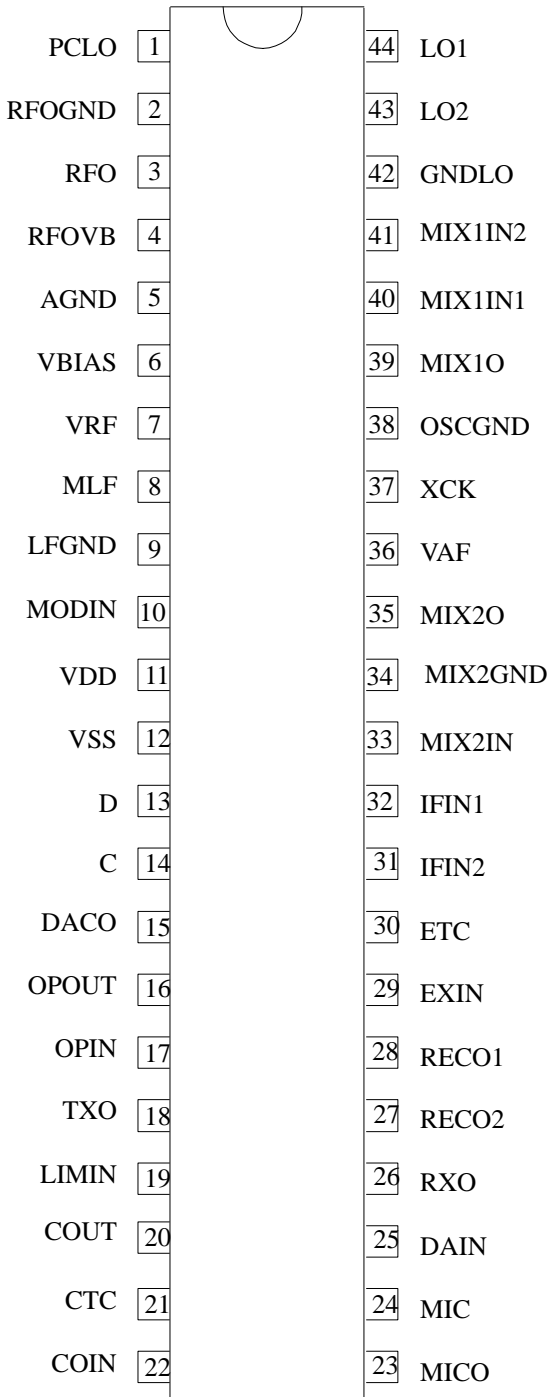 PCLO 1 44 LO1
RFOGND 2 43 LO2
RFO 3 42 GNDLO
RFOVB 4 41 MIX1IN2
AGND 5 40 MIX1IN1
VBIAS 6 39 MIX1O
VRF 7 38 OSCGND
MLF 8 37 XCK
LFGND 9 36 VAF
MODIN 10 35 MIX2O
VDD 11 34 MIX2GND
VSS 12 33 MIX2IN
D 13 32 IFIN1
C 14 31 IFIN2
DACO 15 30 ETC
OPOUT 16 29 EXIN
OPIN 17 28 RECO1
TXO 18 27 RECO2
LIMIN 19 26 RXO
COUT 20 25 DAIN
CTC 21 24 MIC
COIN 22 23 MICO